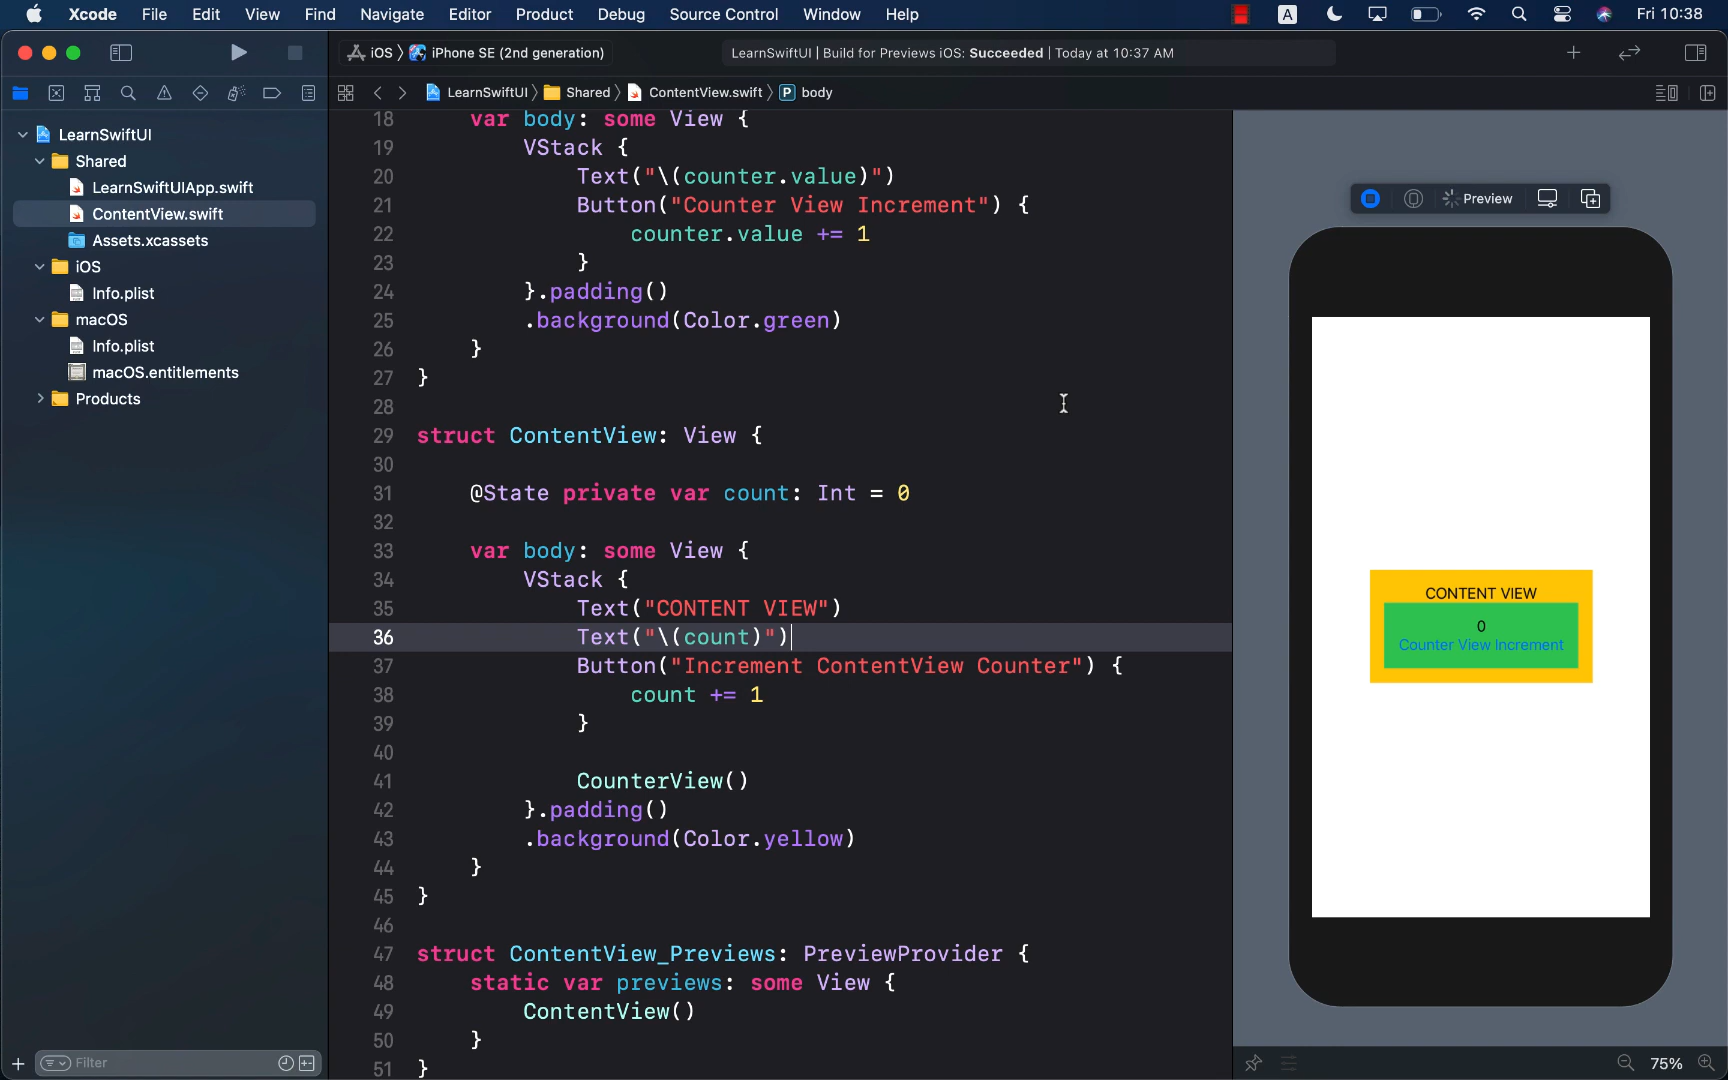 Xcode File Edit View Find Navigate Editor Product Debug Source Control Window Help A Fri 10:38
iOS iPhone SE (2nd generation) LearnSwiftUI | Build for Previews iOS: Succeeded | Today at 10:37 AM
LearnSwiftUI Shared ContentView.swift P body
LearnSwiftUI
Shared
LearnSwiftUIApp.swift
ContentView.swift
Assets.xcassets
iOS
Info.plist
macOS
Info.plist
macOS.entitlements
Products
Filter
18 var body: some View {
19 VStack {
20 Text("\(counter.value)")
21 Button("Counter View Increment") {
22 counter.value += 1
23 }
24 }.padding()
25 .background(Color.green)
26 }
27 }
28
29 struct ContentView: View {
30
31 @State private var count: Int = 0
32
33 var body: some View {
34 VStack {
35 Text("CONTENT VIEW")
36 Text("\(count)")
37 Button("Increment ContentView Counter") {
38 count += 1
39 }
40
41 CounterView()
42 }.padding()
43 .background(Color.yellow)
44 }
45 }
46
47 struct ContentView_Previews: PreviewProvider {
48 static var previews: some View {
49 ContentView()
50 }
51 }
Preview
CONTENT VIEW
0
Counter View Increment
75%